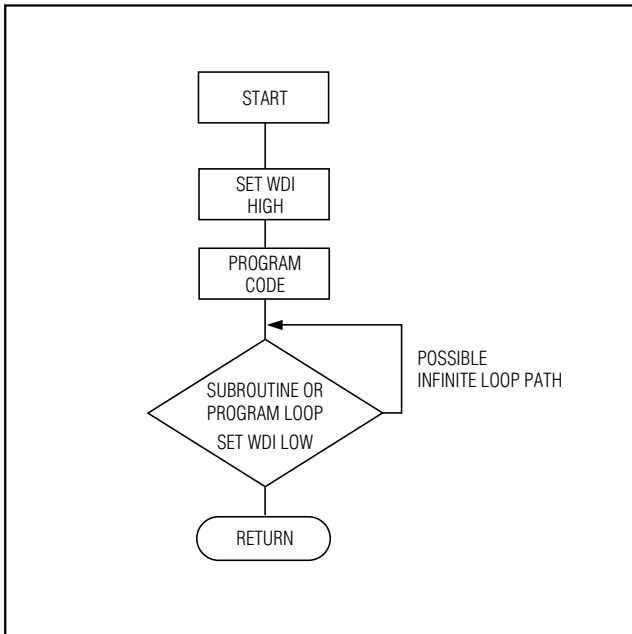 START
SET WDI
HIGH
PROGRAM
CODE
POSSIBLE
INFINITE LOOP PATH
SUBROUTINE OR
PROGRAM LOOP
SET WDI LOW
RETURN